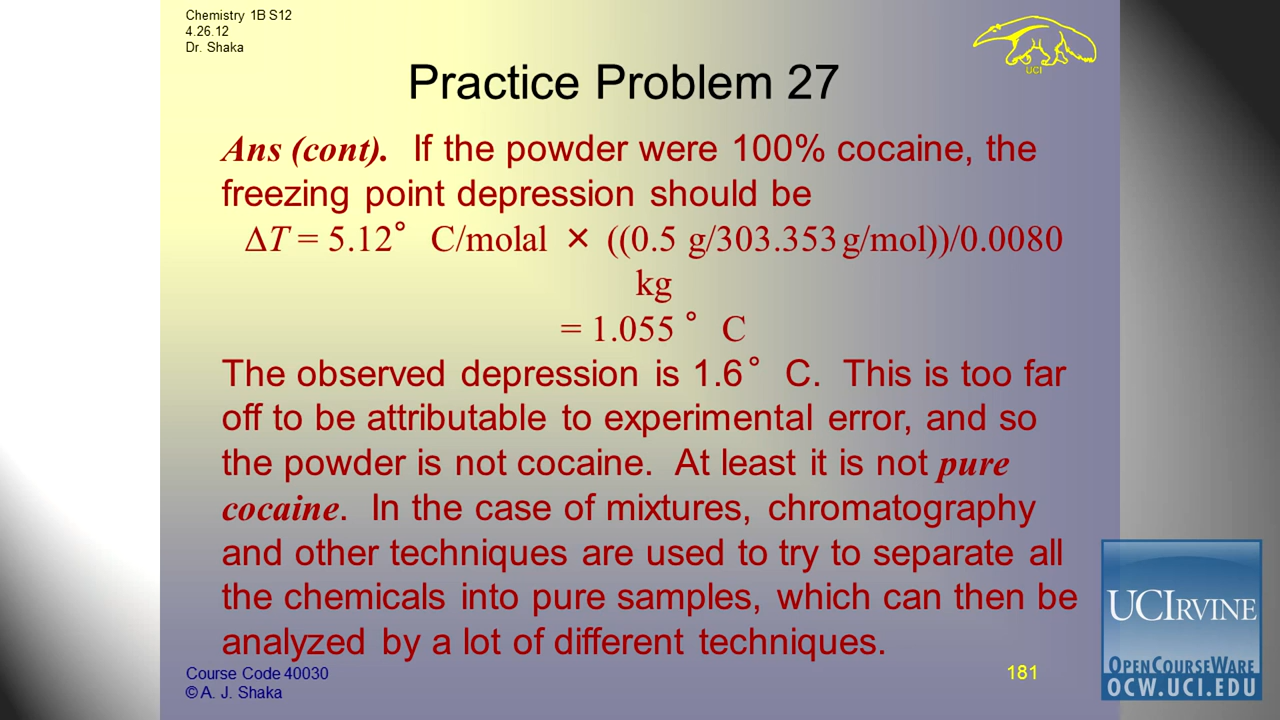 Chemistry 1B S12
4.26.12
Dr. Shaka
UCI
Practice Problem 27
Ans (cont). If the powder were 100% cocaine, the
freezing point depression should be
ΔT = 5.12° C/molal × ((0.5 g/303.353 g/mol))/0.0080
kg
= 1.055 ° C
The observed depression is 1.6° C. This is too far
off to be attributable to experimental error, and so
the powder is not cocaine. At least it is not pure
cocaine. In the case of mixtures, chromatography
and other techniques are used to try to separate all
the chemicals into pure samples, which can then be
analyzed by a lot of different techniques.
Course Code 40030
© A. J. Shaka
181
UCIRVINE
OPENCOURSEWARE
OCW.UCI.EDU